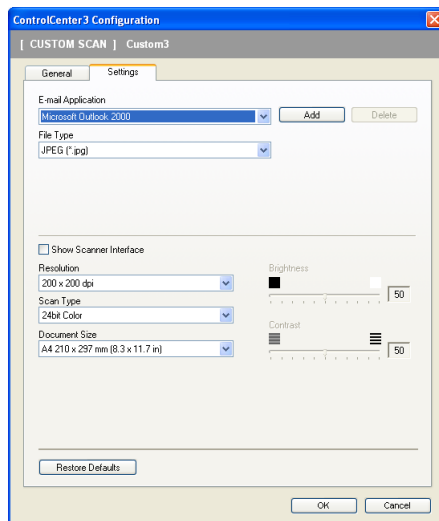 ControlCenter3 Configuration
[ CUSTOM SCAN ] Custom3
General Settings
E-mail Application
Microsoft Outlook 2000 Add Delete
File Type
JPEG (*.jpg)
Show Scanner Interface
Resolution Brightness
200 x 200 dpi 50
Scan Type
24bit Color
Contrast
Document Size
A4 210 x 297 mm (8.3 x 11.7 in) 50
Restore Defaults
OK Cancel